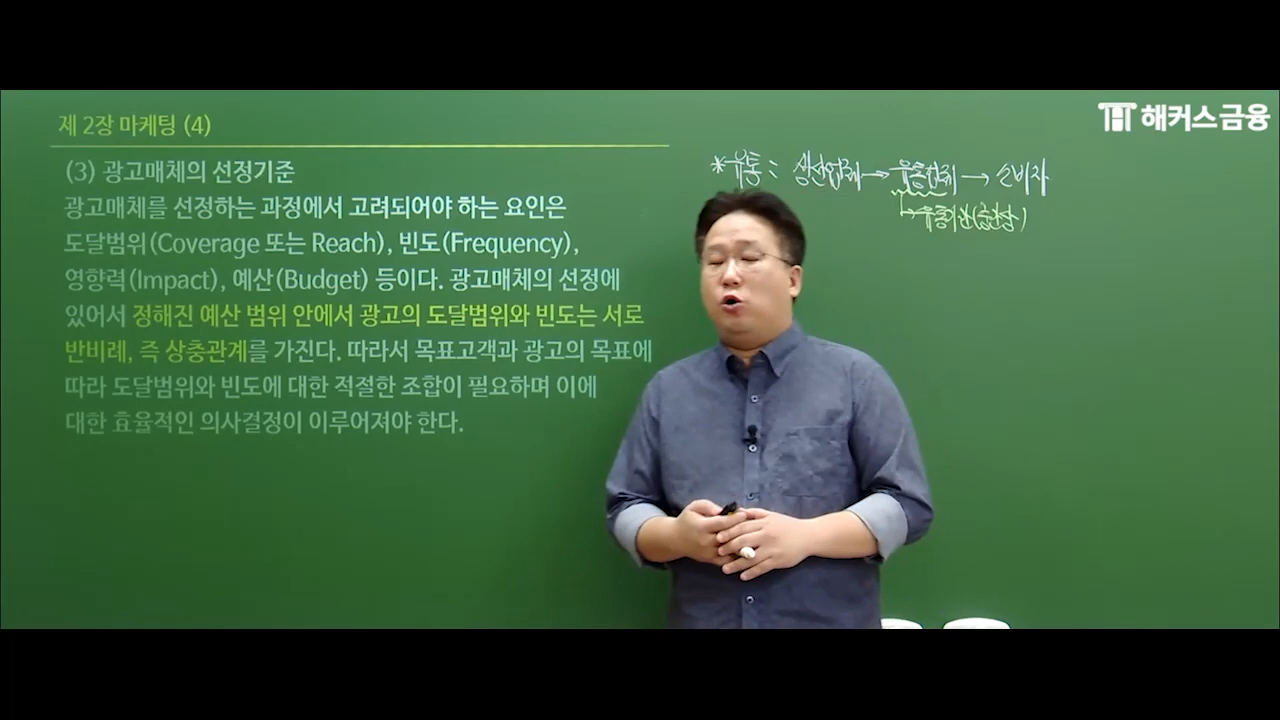 제 2장 마케팅 (4)
해커스금융
(3) 광고매체의 선정기준
광고매체를 선정하는 과정에서 고려되어야 하는 요인은
도달범위(Coverage 또는 Reach), 빈도(Frequency),
영향력(Impact), 예산(Budget) 등이다. 광고매체의 선정에
있어서 정해진 예산 범위 안에서 광고의 도달범위와 빈도는 서로
반비례, 즉 상충관계를 가진다. 따라서 목표고객과 광고의 목표에
따라 도달범위와 빈도에 대한 적절한 조합이 필요하며 이에
대한 효율적인 의사결정이 이루어져야 한다.
*유통 : 생산업체 → 유통업체 → 소비자